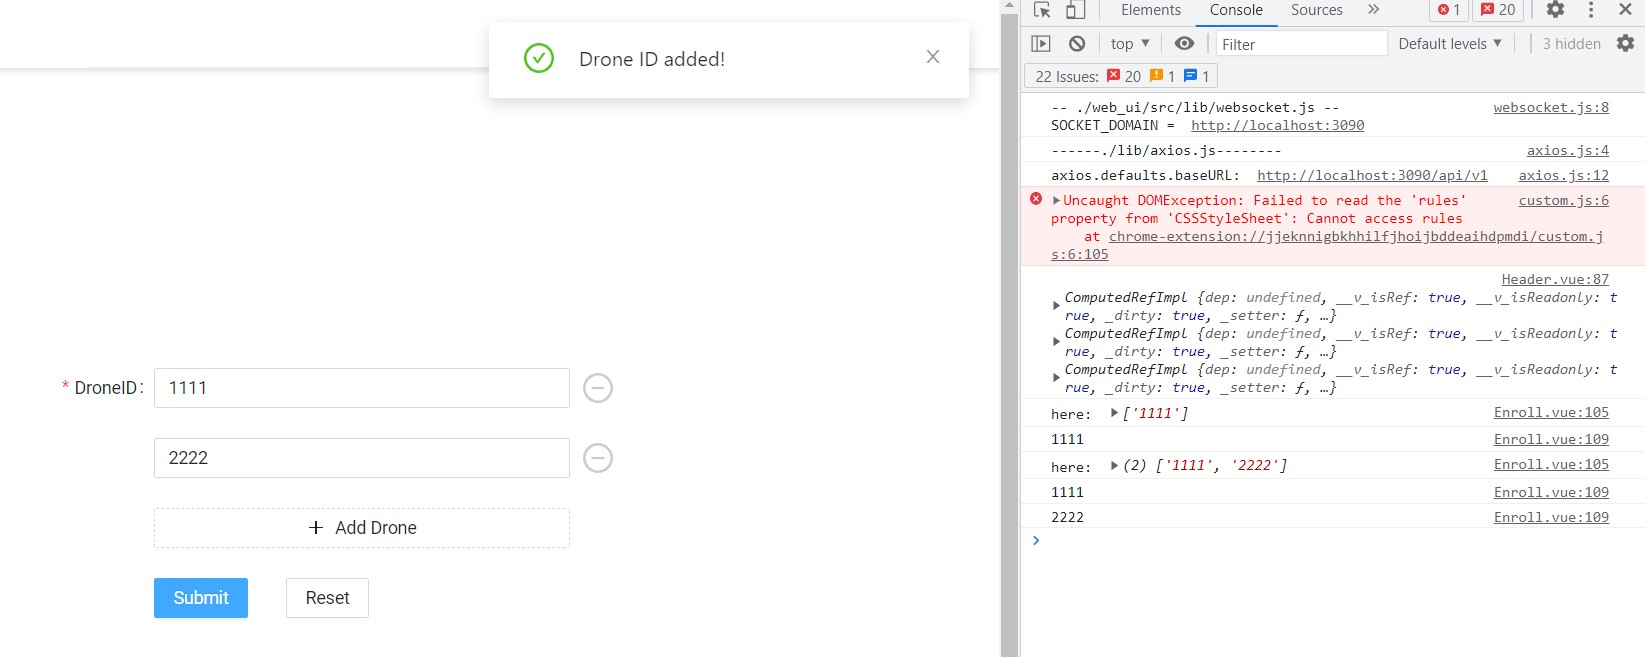 Drone ID added!
* DroneID:
1111
2222
+ Add Drone
Submit Reset
Elements Console Sources » 1 20
top ▼ Filter Default levels ▼ 3 hidden
22 Issues: 20 1 1
-- ./web_ui/src/lib/websocket.js -- websocket.js:8
SOCKET_DOMAIN = http://localhost:3090
------./lib/axios.js-------- axios.js:4
axios.defaults.baseURL: http://localhost:3090/api/v1 axios.js:12
▶Uncaught DOMException: Failed to read the 'rules' custom.js:6
property from 'CSSStyleSheet': Cannot access rules
at chrome-extension://jjeknnigbkhhilfjhoijbddeaihdpmdi/custom.j
s:6:105
Header.vue:87
ComputedRefImpl {dep: undefined, __v_isRef: true, __v_isReadonly: t
rue, _dirty: true, _setter: ƒ, …}
ComputedRefImpl {dep: undefined, __v_isRef: true, __v_isReadonly: t
rue, _dirty: true, _setter: ƒ, …}
ComputedRefImpl {dep: undefined, __v_isRef: true, __v_isReadonly: t
rue, _dirty: true, _setter: ƒ, …}
here: ▶['1111'] Enroll.vue:105
1111 Enroll.vue:109
here: ▶(2) ['1111', '2222'] Enroll.vue:105
1111 Enroll.vue:109
2222 Enroll.vue:109